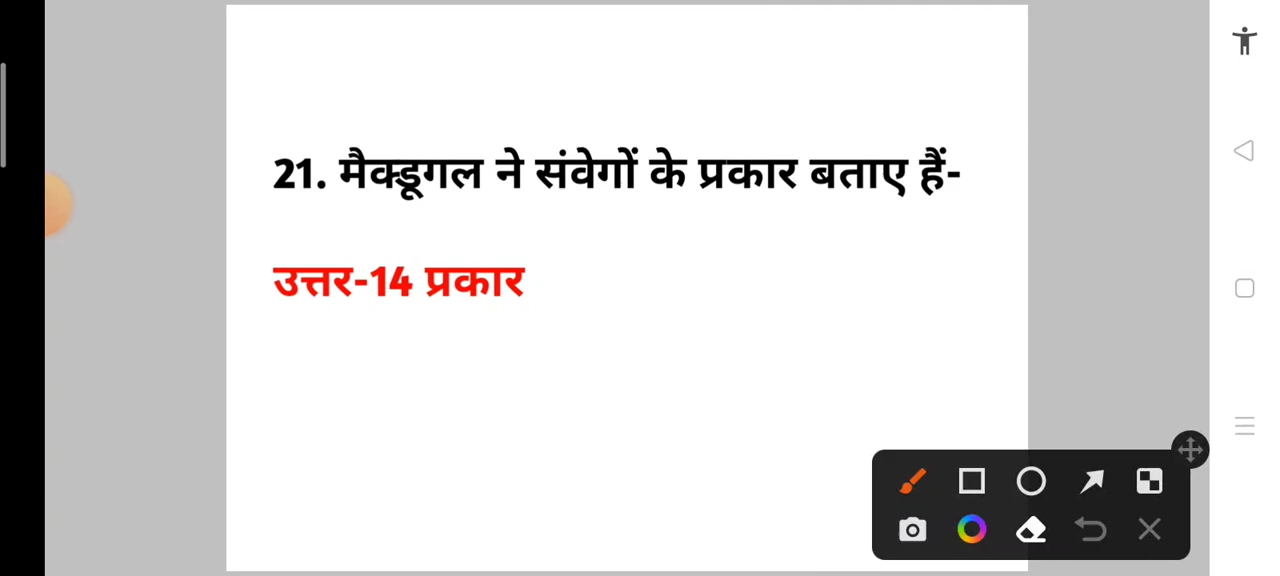 21. मैक्डूगल ने संवेगों के प्रकार बताए हैं-
उत्तर-14 प्रकार